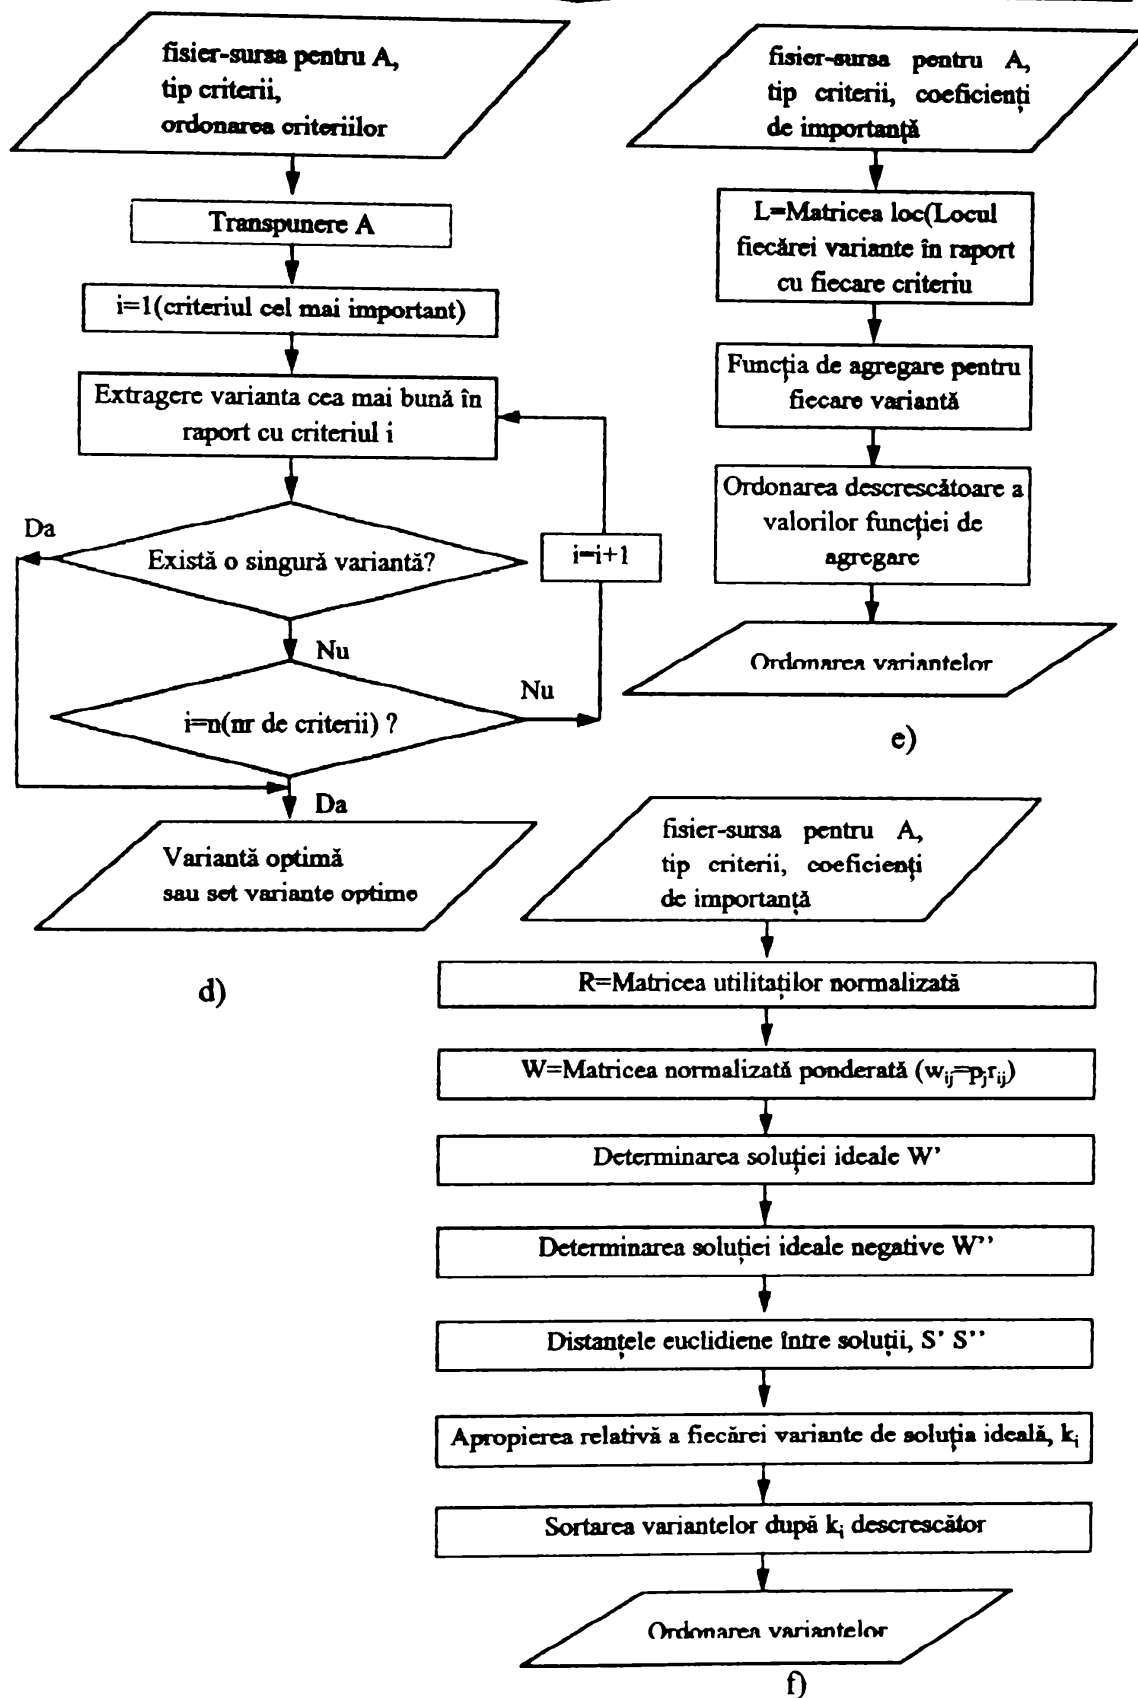 fisier-sursa pentru A,
tip criterii,
ordonarea criteriilor
Transpunere A
i=1(criteriul cel mai important)
Extragere varianta cea mai bună în
raport cu criteriul i
Da
Există o singură variantă?
i=i+1
Nu
i=n(nr de criterii) ?
Nu
Da
Variantă optimă
sau set variante optime
d)
fisier-sursa pentru A,
tip criterii, coeficienți
de importanță
L=Matricea loc(Locul
fiecărei variante în raport
cu fiecare criteriu
Funcția de agregare pentru
fiecare variantă
Ordonarea descrescătoare a
valorilor funcției de
agregare
Ordonarea variantelor
e)
fisier-sursa pentru A,
tip criterii, coeficienți
de importanță
R=Matricea utilitaților normalizată
W=Matricea normalizată ponderată (w_ij=p_jr_ij)
Determinarea soluției ideale W'
Determinarea soluției ideale negative W''
Distanțele euclidiene între soluții, S' S''
Apropierea relativă a fiecărei variante de soluția ideală, k_i
Sortarea variantelor după k_i descrescător
Ordonarea variantelor
f)